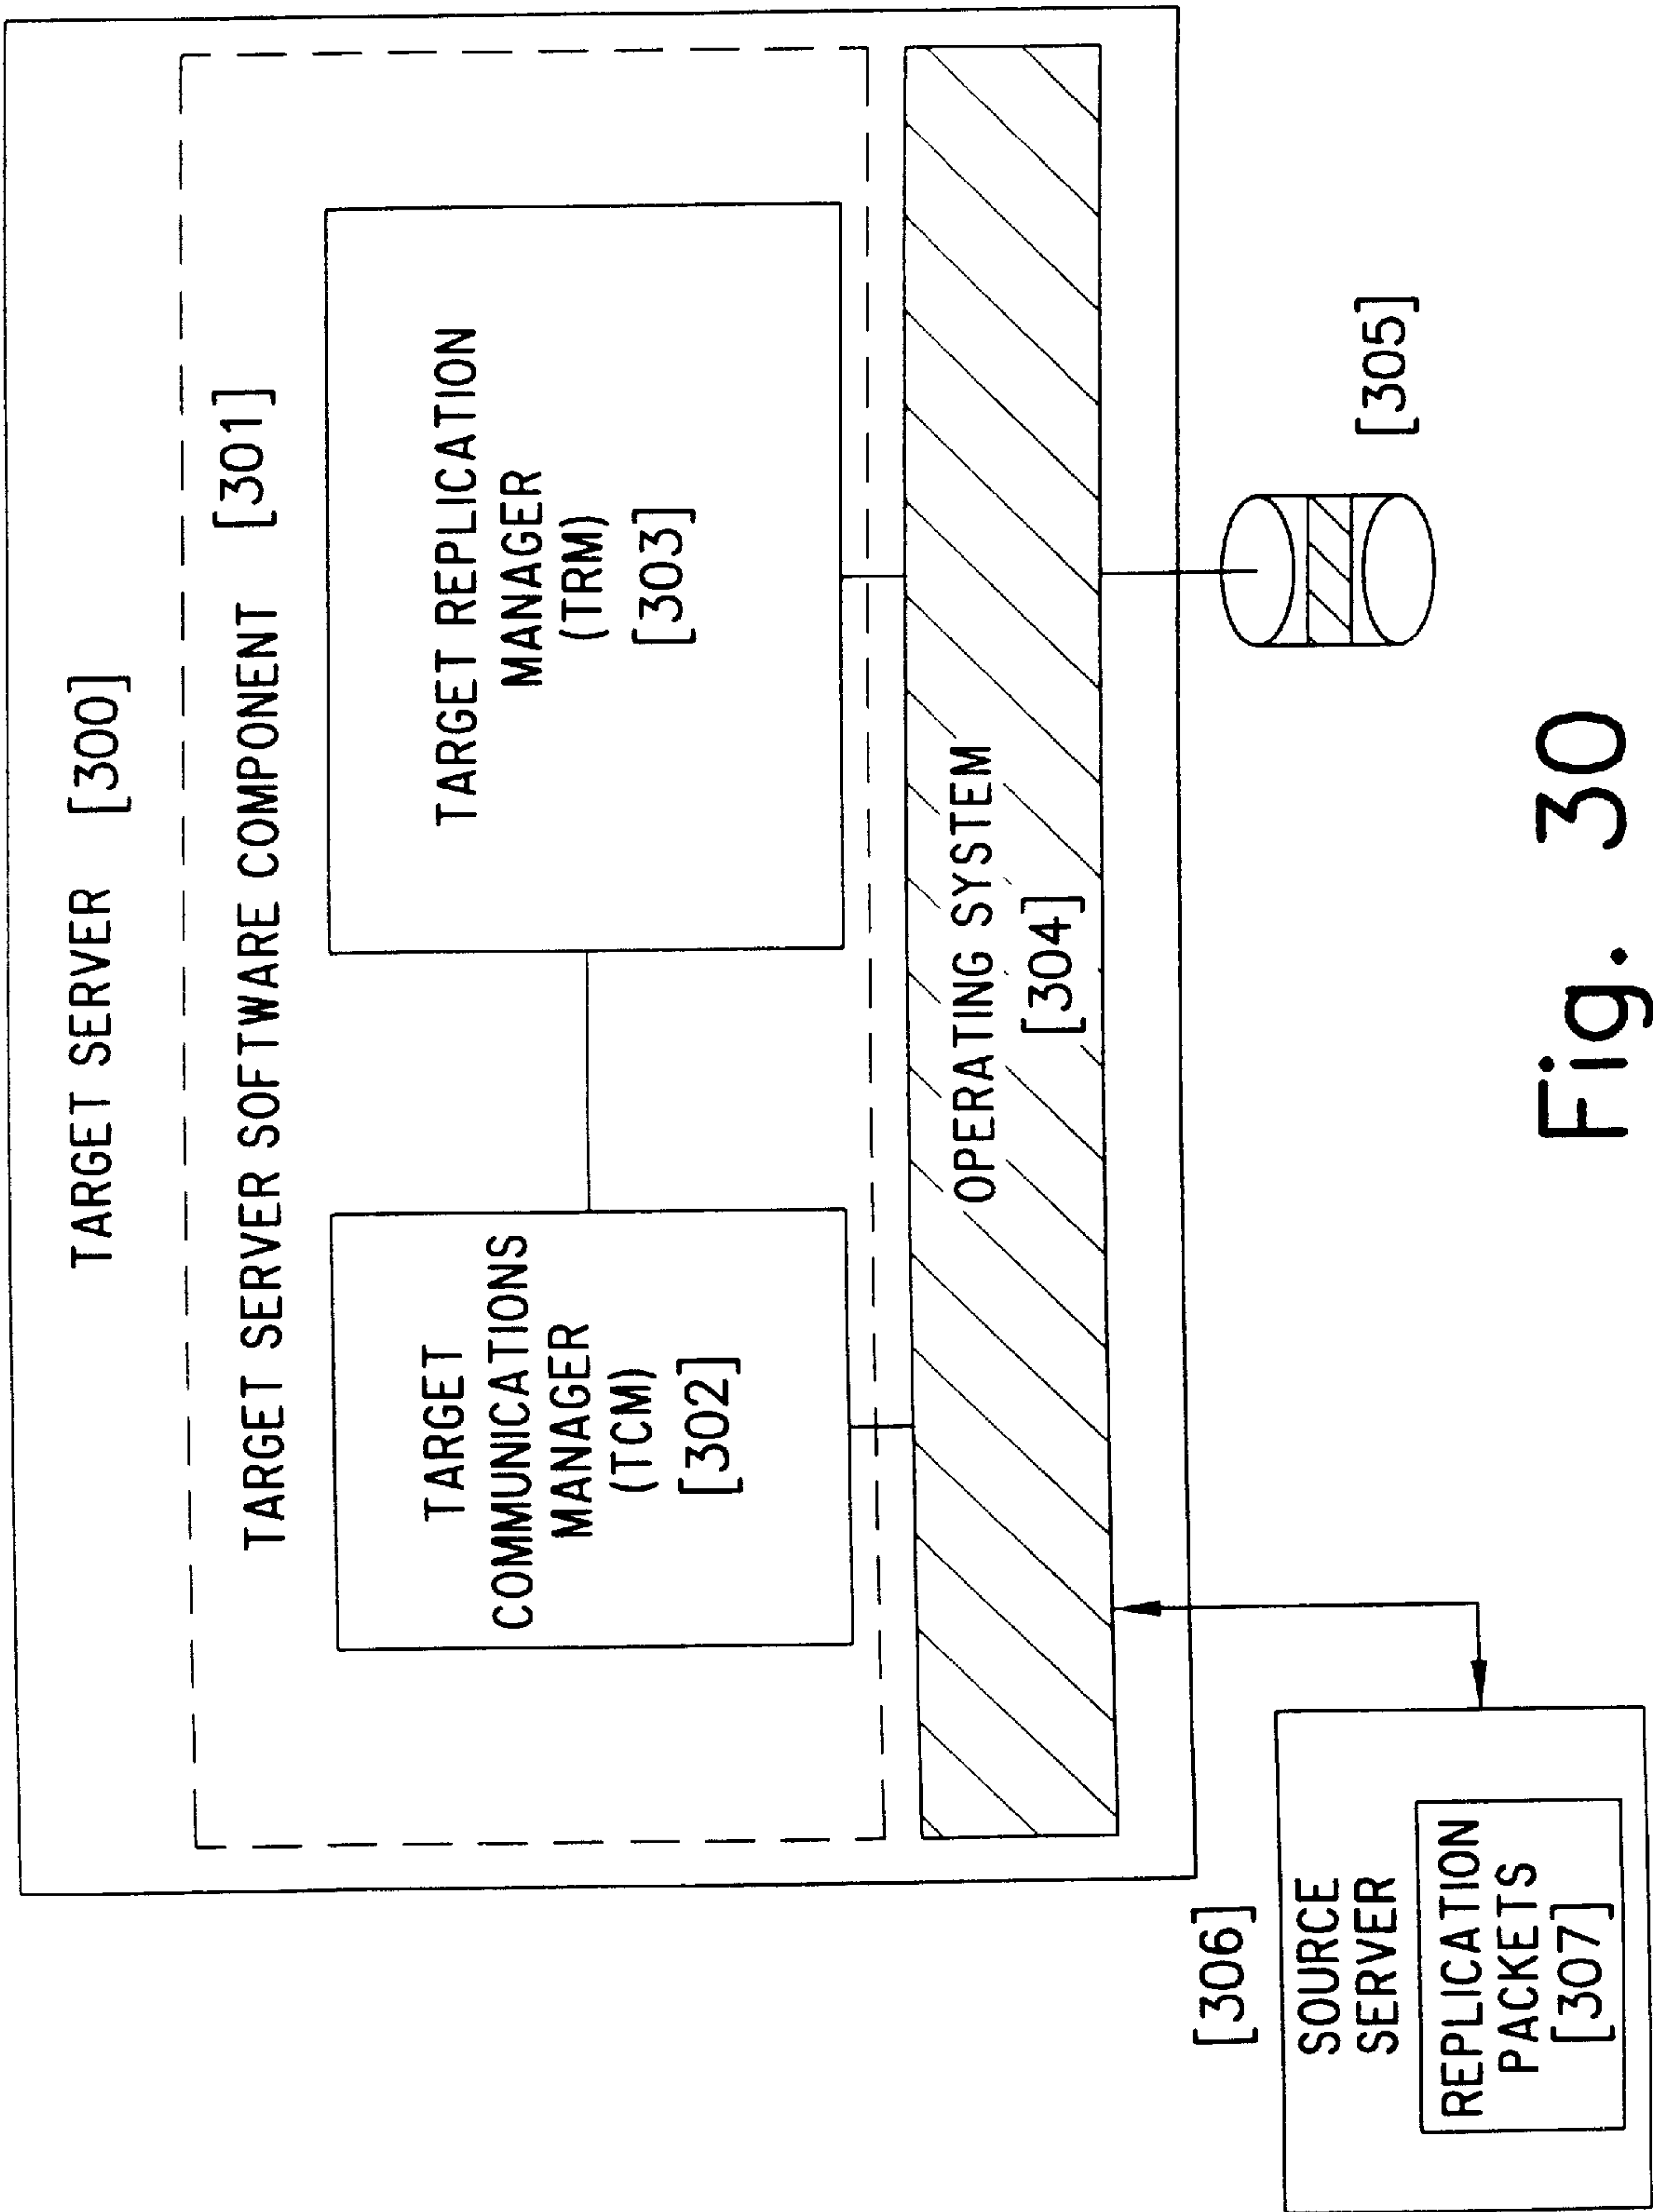 TARGET SERVER [300]
TARGET SERVER SOFTWARE COMPONENT [301]
TARGET
COMMUNICATIONS
MANAGER
(TCM)
[302]
TARGET REPLICATION
MANAGER
(TRM)
[303]
OPERATING SYSTEM
[304]
[305]
[306]
SOURCE
SERVER
REPLICATION
PACKETS
[307]
Fig. 30